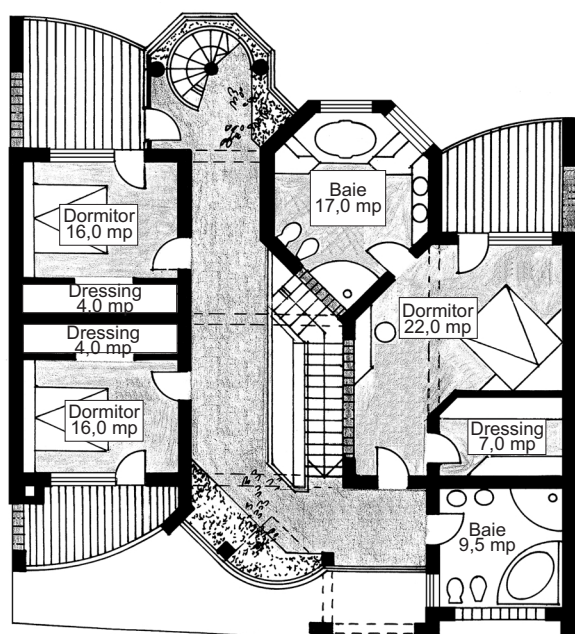 Baie
17,0 mp
Dormitor
16,0 mp
Dressing
4,0 mp
Dressing
4,0 mp
Dormitor
22,0 mp
Dormitor
16,0 mp
Dressing
7,0 mp
Baie
9,5 mp